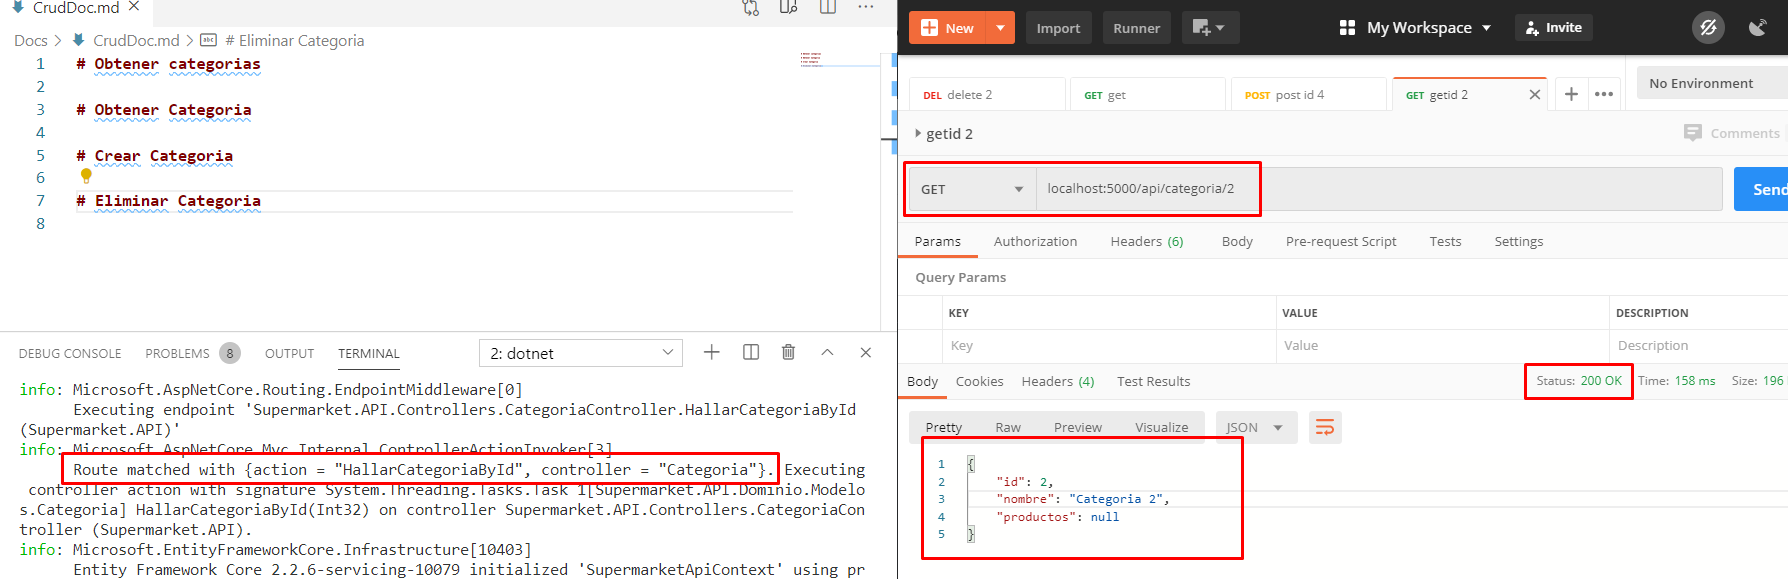 CrudDoc.md
Docs > CrudDoc.md > # Eliminar Categoria
1 # Obtener categorias
2
3 # Obtener Categoria
4
5 # Crear Categoria
6
7 # Eliminar Categoria
8
DEBUG CONSOLE PROBLEMS 8 OUTPUT TERMINAL 2: dotnet
info: Microsoft.AspNetCore.Routing.EndpointMiddleware[0]
Executing endpoint 'Supermarket.API.Controllers.CategoriaController.HallarCategoriaById
(Supermarket.API)'
info: Microsoft.AspNetCore.Mvc.Internal.ControllerActionInvoker[3]
Route matched with {action = "HallarCategoriaById", controller = "Categoria"}. Executing
controller action with signature System.Threading.Tasks.Task`1[Supermarket.API.Dominio.Modelo
s.Categoria] HallarCategoriaById(Int32) on controller Supermarket.API.Controllers.CategoriaCon
troller (Supermarket.API).
info: Microsoft.EntityFrameworkCore.Infrastructure[10403]
Entity Framework Core 2.2.6-servicing-10079 initialized 'SupermarketApiContext' using pr
New Import Runner My Workspace Invite
DEL delete 2 GET get POST post id 4 GET getid 2 No Environment
getid 2 Comments
GET localhost:5000/api/categoria/2 Send
Params Authorization Headers (6) Body Pre-request Script Tests Settings
Query Params
KEY VALUE DESCRIPTION
Key Value Description
Body Cookies Headers (4) Test Results Status: 200 OK Time: 158 ms Size: 196
Pretty Raw Preview Visualize JSON
1 {
2 "id": 2,
3 "nombre": "Categoria 2",
4 "productos": null
5 }